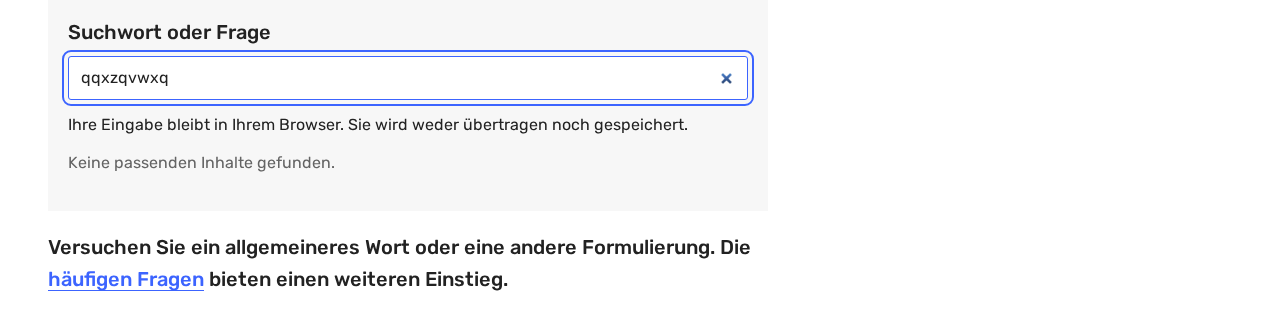 Suchwort oder Frage
qqxzqvwxq
Ihre Eingabe bleibt in Ihrem Browser. Sie wird weder übertragen noch gespeichert.
Keine passenden Inhalte gefunden.
Versuchen Sie ein allgemeineres Wort oder eine andere Formulierung. Die
häufigen Fragen bieten einen weiteren Einstieg.